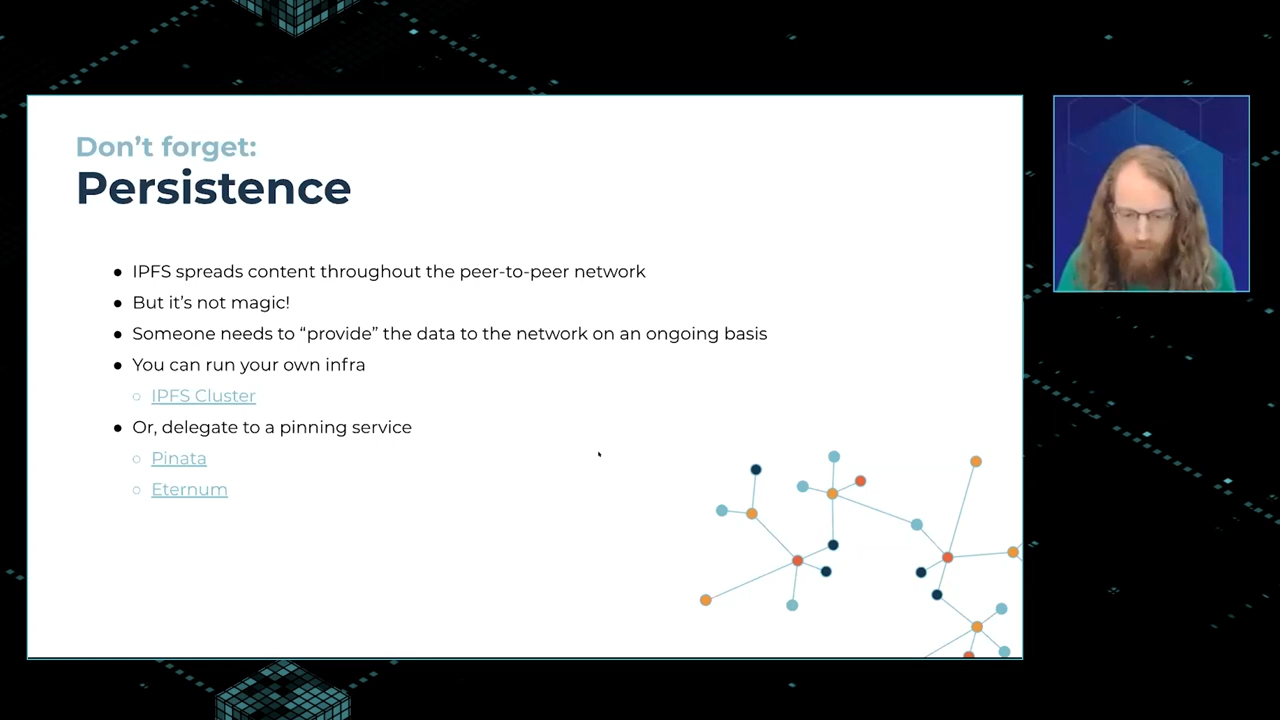 Don’t forget:
Persistence
● IPFS spreads content throughout the peer-to-peer network
● But it’s not magic!
● Someone needs to “provide” the data to the network on an ongoing basis
● You can run your own infra
○ IPFS Cluster
● Or, delegate to a pinning service
○ Pinata
○ Eternum